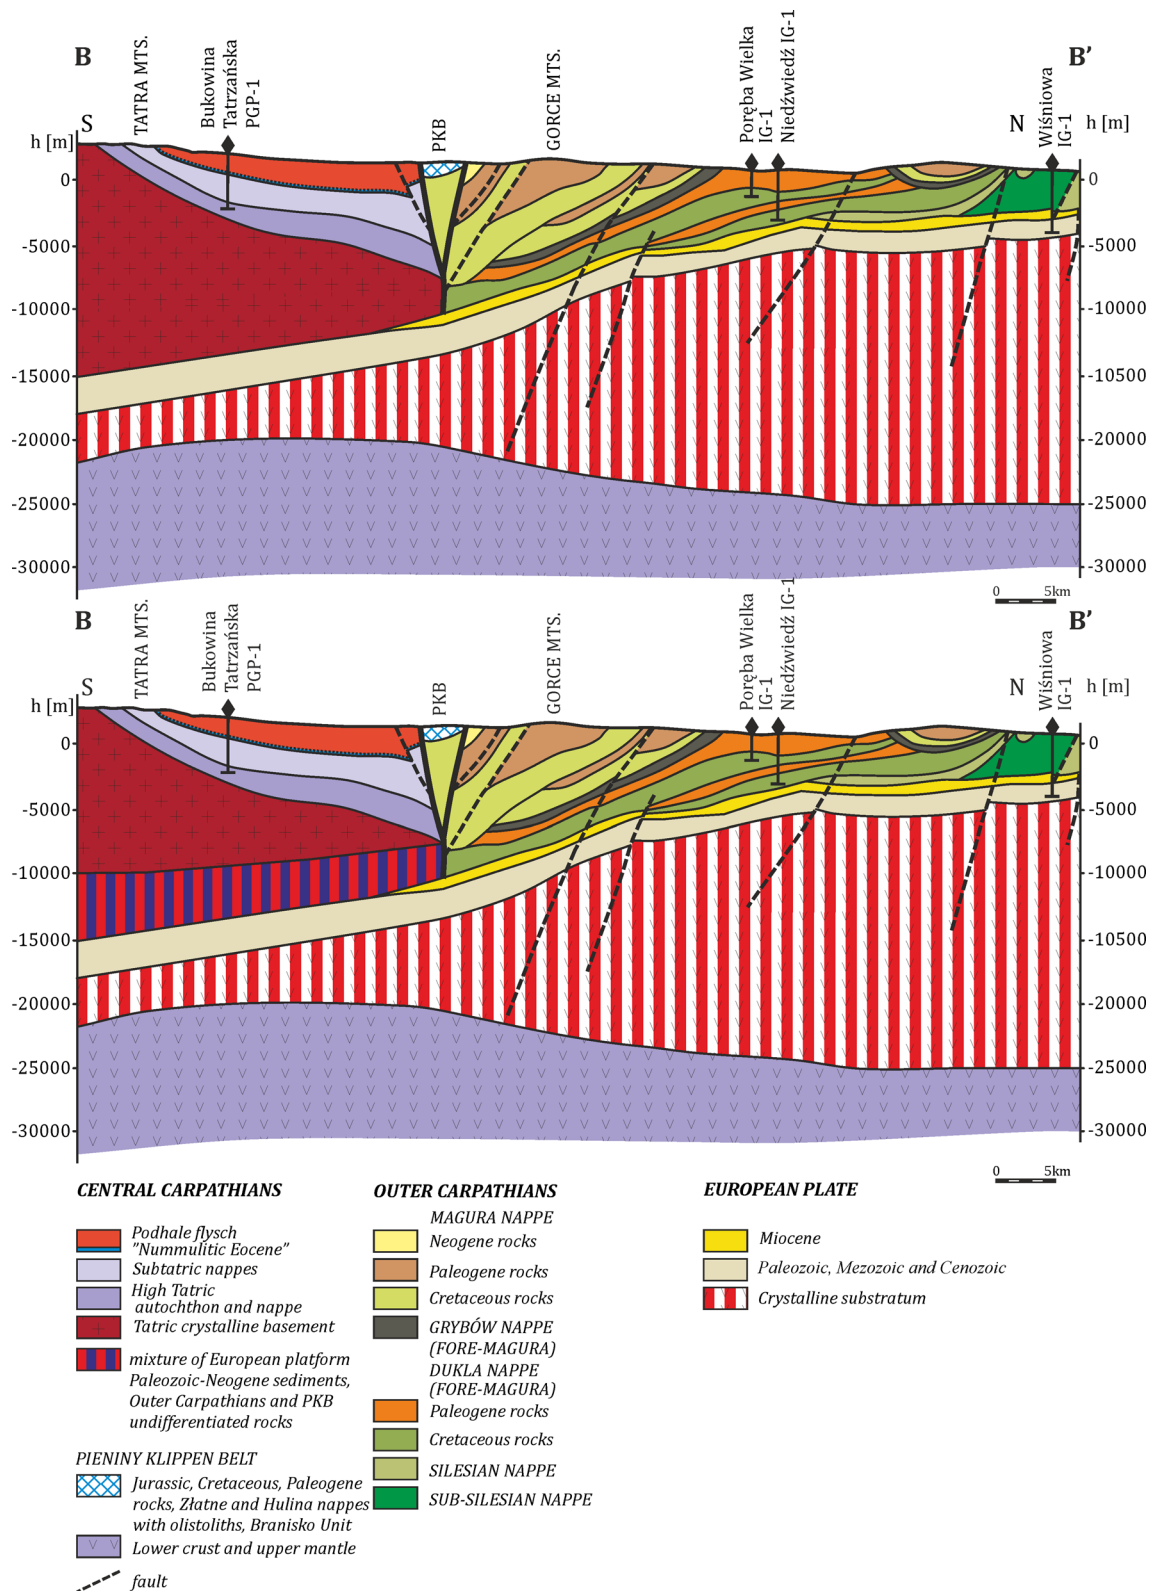 B
B'
TATRA MTS.
Bukowina
Tatrzańska
PGP-1
PKB
GORCE MTS.
Poręba Wielka
IG-1
Niedźwiedź IG-1
Wiśniowa
IG-1
S
N
h [m]
h [m]
0
-5000
-10000
-15000
-20000
-25000
-30000
0
-5000
-10000
-10500
-20000
-25000
-30000
0 5km
B
B'
TATRA MTS.
Bukowina
Tatrzańska
PGP-1
PKB
GORCE MTS.
Poręba Wielka
IG-1
Niedźwiedź IG-1
Wiśniowa
IG-1
S
N
h [m]
h [m]
0
-5000
-10000
-15000
-20000
-25000
-30000
0
-5000
-10000
-10500
-20000
-25000
-30000
0 5km
CENTRAL CARPATHIANS
Podhale flysch
"Nummulitic Eocene"
Subtatric nappes
High Tatric
autochthon and nappe
Tatric crystalline basement
mixture of European platform
Paleozoic-Neogene sediments,
Outer Carpathians and PKB
undifferentiated rocks
PIENINY KLIPPEN BELT
Jurassic, Cretaceous, Paleogene
rocks, Złatne and Hulina nappes
with olistoliths, Branisko Unit
Lower crust and upper mantle
fault
OUTER CARPATHIANS
MAGURA NAPPE
Neogene rocks
Paleogene rocks
Cretaceous rocks
GRYBÓW NAPPE
(FORE-MAGURA)
DUKLA NAPPE
(FORE-MAGURA)
Paleogene rocks
Cretaceous rocks
SILESIAN NAPPE
SUB-SILESIAN NAPPE
EUROPEAN PLATE
Miocene
Paleozoic, Mezozoic and Cenozoic
Crystalline substratum